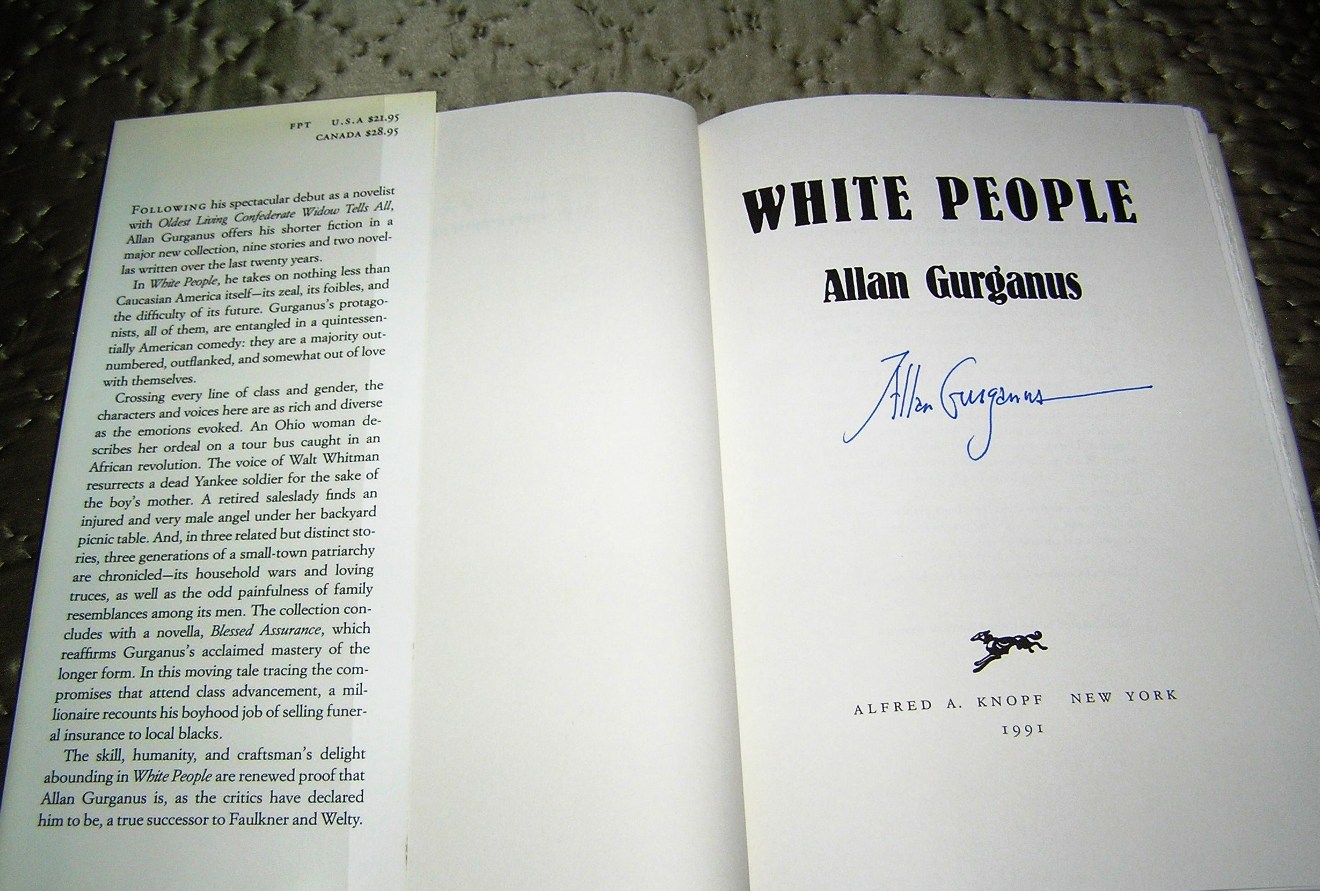 FPT U.S.A $21.95
CANADA $28.95
FOLLOWING his spectacular debut as a novelist
with Oldest Living Confederate Widow Tells All,
Allan Gurganus offers his shorter fiction in a
major new collection, nine stories and two novel-
las written over the last twenty years.
In White People, he takes on nothing less than
Caucasian America itself—its zeal, its foibles, and
the difficulty of its future. Gurganus's protago-
nists, all of them, are entangled in a quintessen-
tially American comedy: they are a majority out-
numbered, outflanked, and somewhat out of love
with themselves.
Crossing every line of class and gender, the
characters and voices here are as rich and diverse
as the emotions evoked. An Ohio woman de-
scribes her ordeal on a tour bus caught in an
African revolution. The voice of Walt Whitman
resurrects a dead Yankee soldier for the sake of
the boy's mother. A retired saleslady finds an
injured and very male angel under her backyard
picnic table. And, in three related but distinct sto-
ries, three generations of a small-town patriarchy
are chronicled—its household wars and loving
truces, as well as the odd painfulness of family
resemblances among its men. The collection con-
cludes with a novella, Blessed Assurance, which
reaffirms Gurganus's acclaimed mastery of the
longer form. In this moving tale tracing the com-
promises that attend class advancement, a mil-
lionaire recounts his boyhood job of selling funer-
al insurance to local blacks.
The skill, humanity, and craftsman's delight
abounding in White People are renewed proof that
Allan Gurganus is, as the critics have declared
him to be, a true successor to Faulkner and Welty.
WHITE PEOPLE
Allan Gurganus
Allan Gurganus
ALFRED A. KNOPF NEW YORK
1991